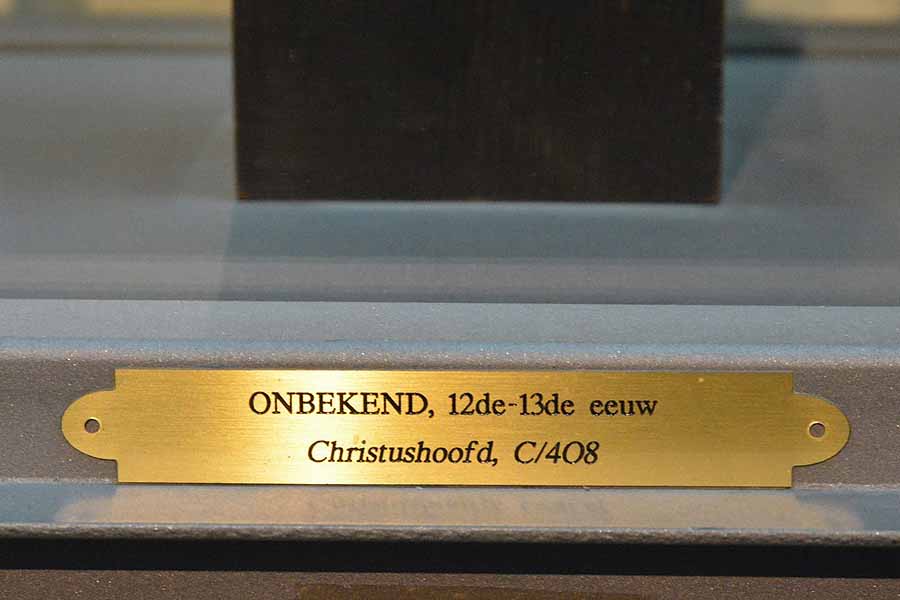 ONBEKEND, 12de-13de eeuw
Christushoofd, C/408